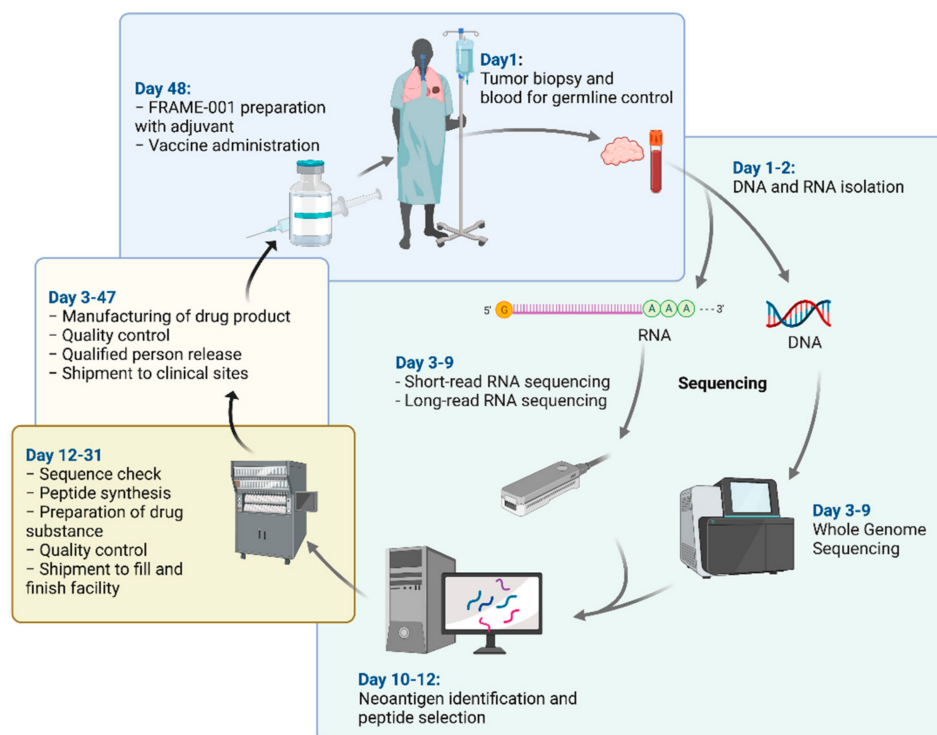 Day 48:
– FRAME-001 preparation
with adjuvant
– Vaccine administration
Day1:
Tumor biopsy and
blood for germline control
Day 1-2:
DNA and RNA isolation
5'
G
A A A
3'
RNA
DNA
Day 3-9
- Short-read RNA sequencing
- Long-read RNA sequencing
Sequencing
Day 3-9
Whole Genome
Sequencing
Day 10-12:
Neoantigen identification and
peptide selection
Day 12-31
– Sequence check
– Peptide synthesis
– Preparation of drug
substance
– Quality control
– Shipment to fill and
finish facility
Day 3-47
- Manufacturing of drug product
- Quality control
- Qualified person release
- Shipment to clinical sites